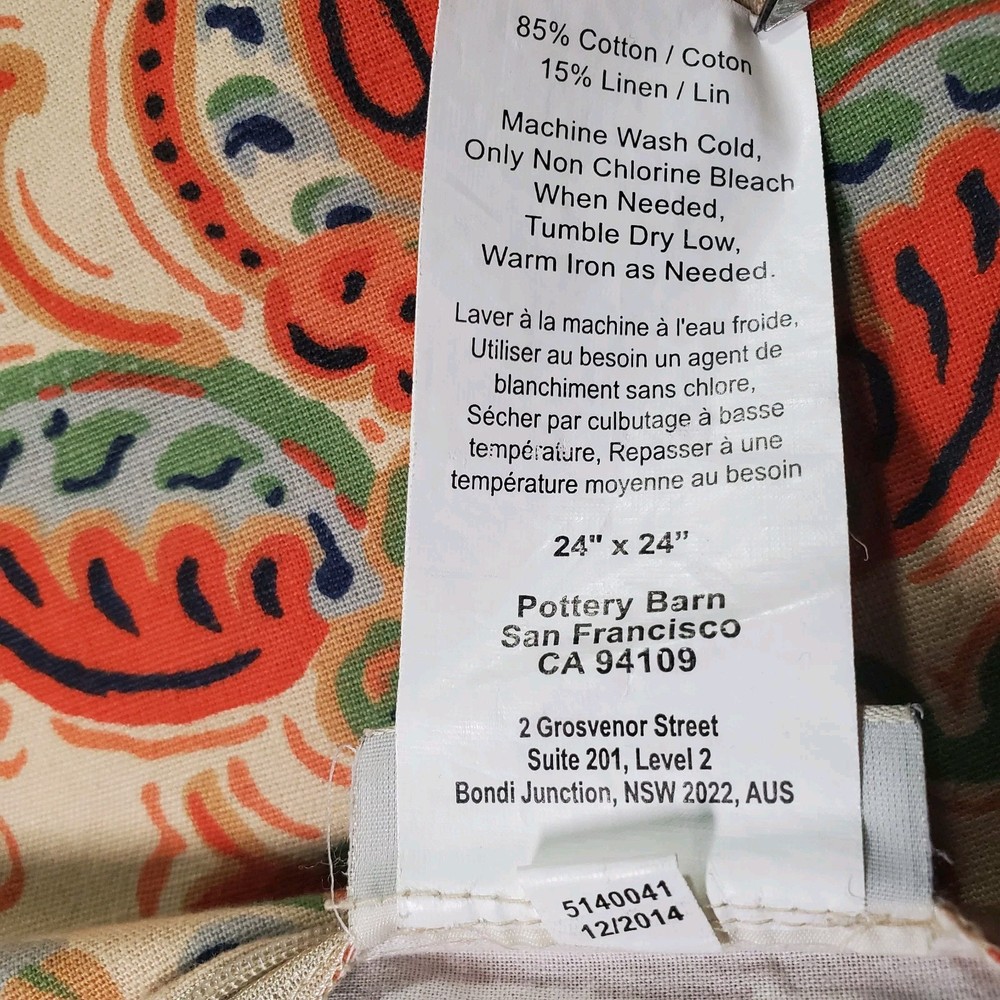 85% Cotton / Coton
15% Linen / Lin
Machine Wash Cold,
Only Non Chlorine Bleach
When Needed,
Tumble Dry Low,
Warm Iron as Needed.
Laver à la machine à l'eau froide,
Utiliser au besoin un agent de
blanchiment sans chlore,
Sécher par culbutage à basse
température, Repasser à une
température moyenne au besoin
24" x 24”
Pottery Barn
San Francisco
CA 94109
2 Grosvenor Street
Suite 201, Level 2
Bondi Junction, NSW 2022, AUS
5140041
12/2014